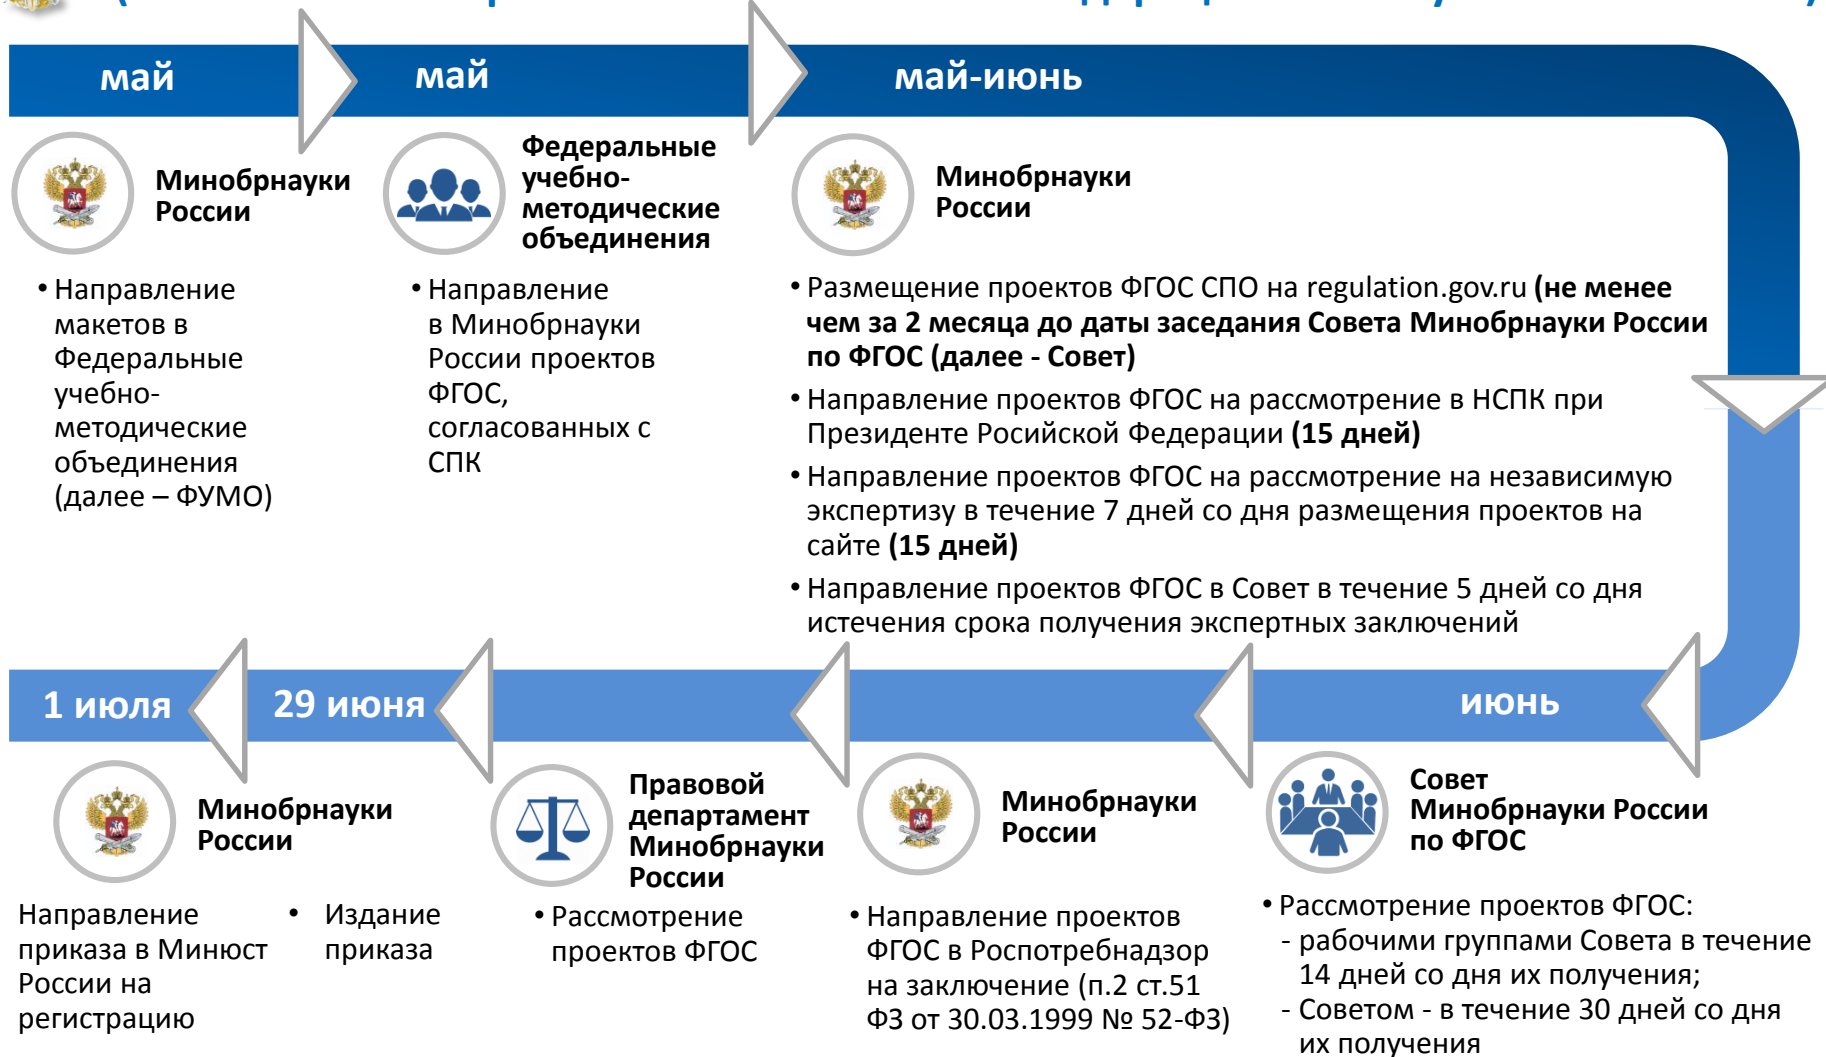 май
май
май-июнь
Минобрнауки
России
• Направление
макетов в
Федеральные
учебно-
методические
объединения
(далее – ФУМО)
Федеральные
учебно-
методические
объединения
• Направление
в Минобрнауки
России проектов
ФГОС,
согласованных с
СПК
Минобрнауки
России
• Размещение проектов ФГОС СПО на regulation.gov.ru (не менее
чем за 2 месяца до даты заседания Совета Минобрнауки России
по ФГОС (далее - Совет)
• Направление проектов ФГОС на рассмотрение в НСПК при
Президенте Росийской Федерации (15 дней)
• Направление проектов ФГОС на рассмотрение на независимую
экспертизу в течение 7 дней со дня размещения проектов на
сайте (15 дней)
• Направление проектов ФГОС в Совет в течение 5 дней со дня
истечения срока получения экспертных заключений
июнь
Совет
Минобрнауки России
по ФГОС
• Рассмотрение проектов ФГОС:
- рабочими группами Совета в течение
14 дней со дня их получения;
- Советом - в течение 30 дней со дня
их получения
Минобрнауки
России
• Направление проектов
ФГОС в Роспотребнадзор
на заключение (п.2 ст.51
ФЗ от 30.03.1999 № 52-ФЗ)
Правовой
департамент
Минобрнауки
России
• Рассмотрение
проектов ФГОС
29 июня
1 июля
Минобрнауки
России
• Издание
приказа
Направление
приказа в Минюст
России на
регистрацию